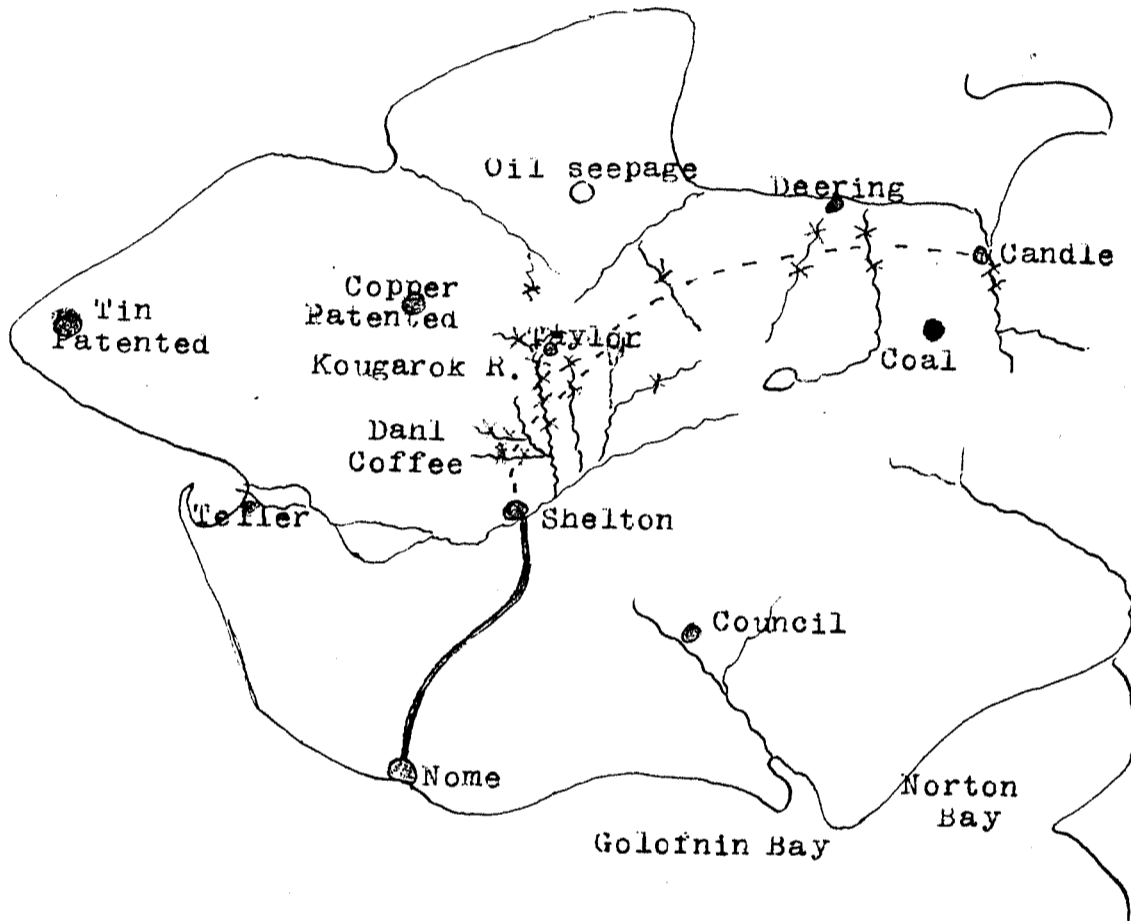 Oil seepage
Deering
Candle
Copper
Patented
Tin
Patented
Taylor
Kougarok R.
Coal
Dahl
Coffee
Teller
Shelton
Council
Nome
Norton
Bay
Golofnin Bay